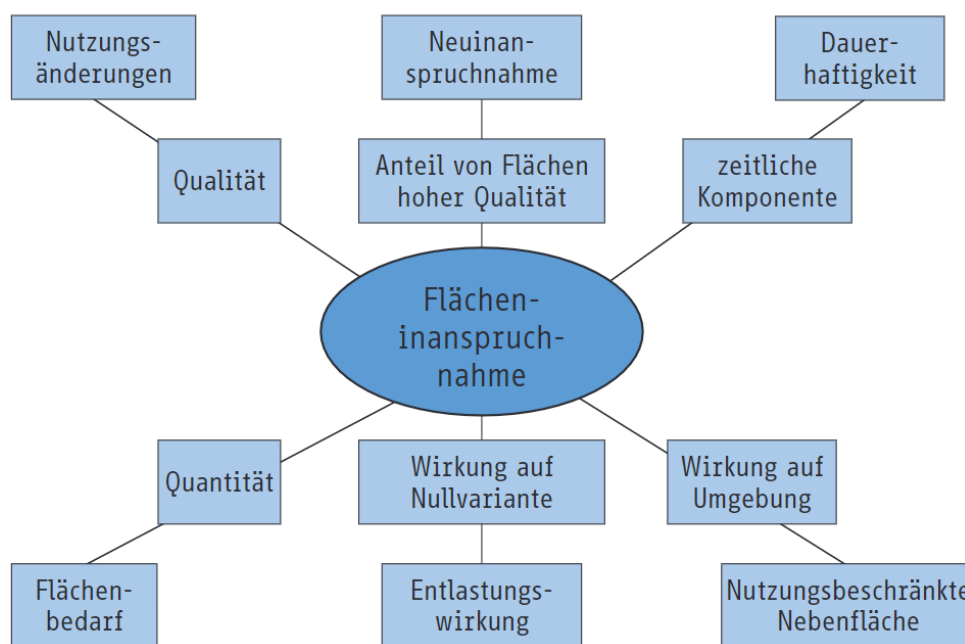 Nutzungs-
änderungen
Neuinan-
spruchnahme
Dauer-
haftigkeit
Qualität
Anteil von Flächen
hoher Qualität
zeitliche
Komponente
Flächen-
inanspruch-
nahme
Quantität
Wirkung auf
Nullvariante
Wirkung auf
Umgebung
Flächen-
bedarf
Entlastungs-
wirkung
Nutzungsbeschränkte
Nebenfläche